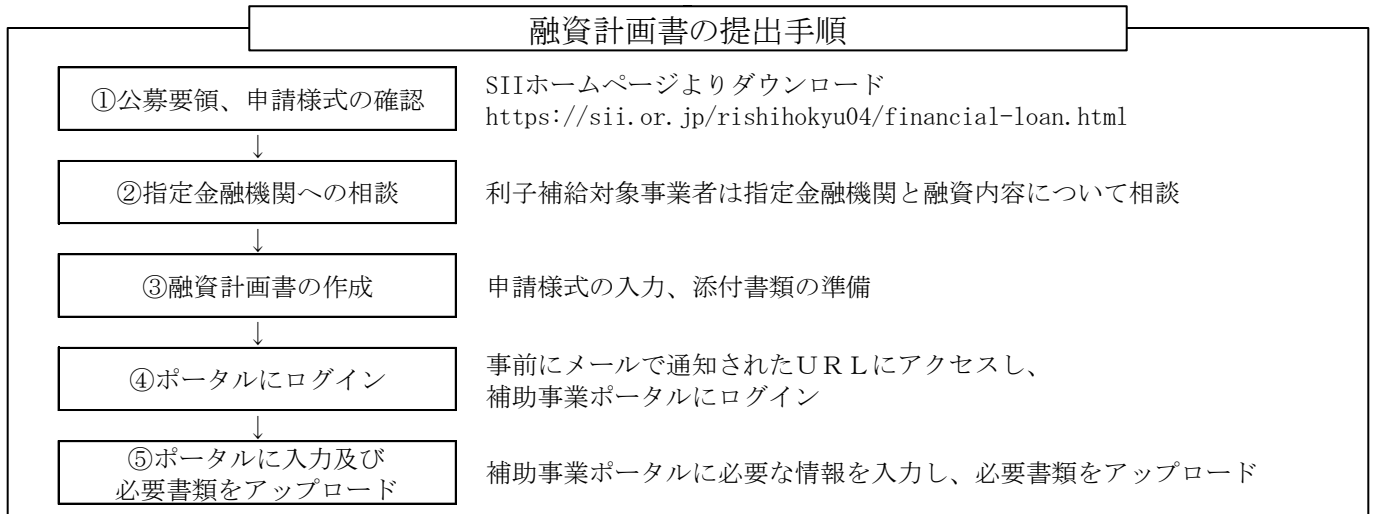 融資計画書の提出手順
①公募要領、申請様式の確認
SIIホームページよりダウンロード
https://sii.or.jp/rishihokyu04/financial-loan.html
↓
②指定金融機関への相談
利子補給対象事業者は指定金融機関と融資内容について相談
↓
③融資計画書の作成
申請様式の入力、添付書類の準備
↓
④ポータルにログイン
事前にメールで通知されたＵＲＬにアクセスし、
補助事業ポータルにログイン
↓
⑤ポータルに入力及び
必要書類をアップロード
補助事業ポータルに必要な情報を入力し、必要書類をアップロード